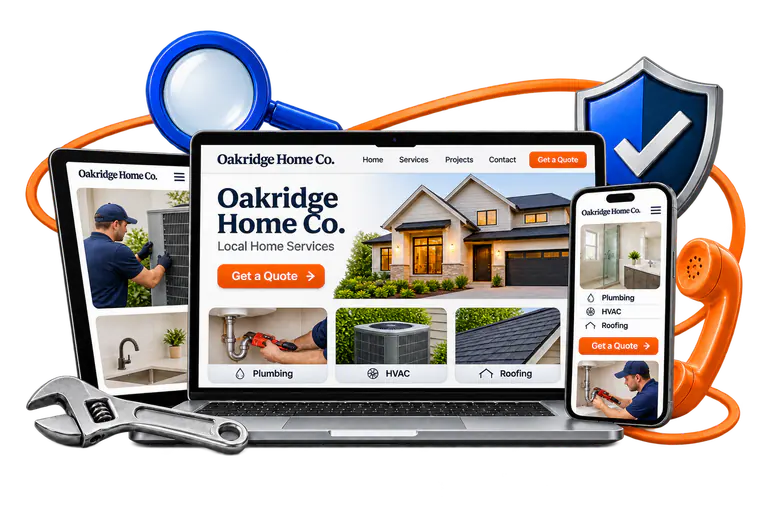 Oakridge Home Co.
Oakridge Home Co.
Home
Services
Projects
Contact
Get a Quote
Oakridge
Home Co.
Local Home Services
Get a Quote →
Plumbing
HVAC
Roofing
Oakridge Home Co.
Plumbing
HVAC
Roofing
Get a Quote →